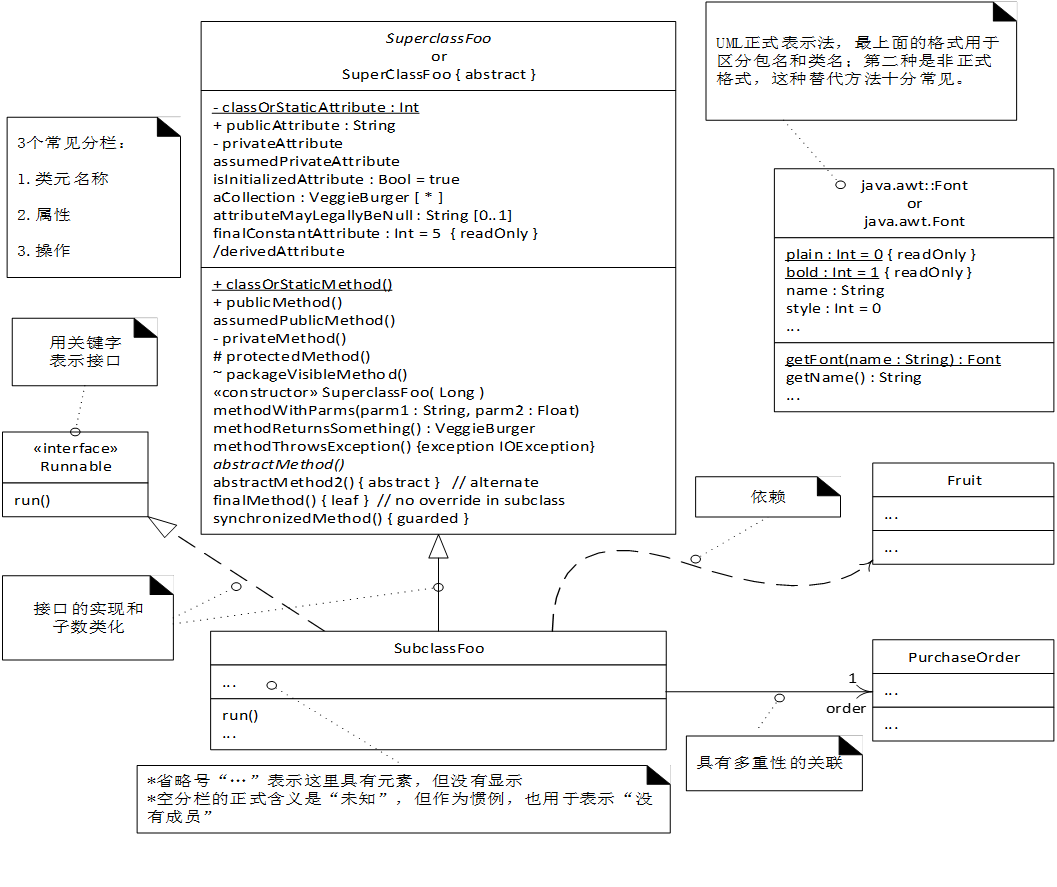 SuperclassFoo
or
SuperClassFoo { abstract }
- classOrStaticAttribute : Int
+ publicAttribute : String
- privateAttribute
assumedPrivateAttribute
isInitializedAttribute : Bool = true
aCollection : VeggieBurger [ * ]
attributeMayLegallyBeNull : String [0..1]
finalConstantAttribute : Int = 5 { readOnly }
/derivedAttribute
+ classOrStaticMethod()
+ publicMethod()
assumedPublicMethod()
- privateMethod()
# protectedMethod()
~ packageVisibleMethod()
«constructor» SuperclassFoo( Long )
methodWithParms(parm1 : String, parm2 : Float)
methodReturnsSomething() : VeggieBurger
methodThrowsException() {exception IOException}
abstractMethod()
abstractMethod2() { abstract } // alternate
finalMethod() { leaf } // no override in subclass
synchronizedMethod() { guarded }
UML正式表示法，最上面的格式用于
区分包名和类名；第二种是非正式
格式，这种替代方法十分常见。
3个常见分栏：
1. 类元名称
2. 属性
3. 操作
java.awt::Font
or
java.awt.Font
plain : Int = 0 { readOnly }
bold : Int = 1 { readOnly }
name : String
style : Int = 0
...
getFont(name : String) : Font
getName() : String
...
用关键字
表示接口
«interface»
Runnable
run()
依赖
Fruit
...
...
接口的实现和
子数类化
SubclassFoo
...
run()
...
1
order
PurchaseOrder
...
...
具有多重性的关联
*省略号“…”表示这里具有元素，但没有显示
*空分栏的正式含义是“未知”，但作为惯例，也用于表示“没
有成员”